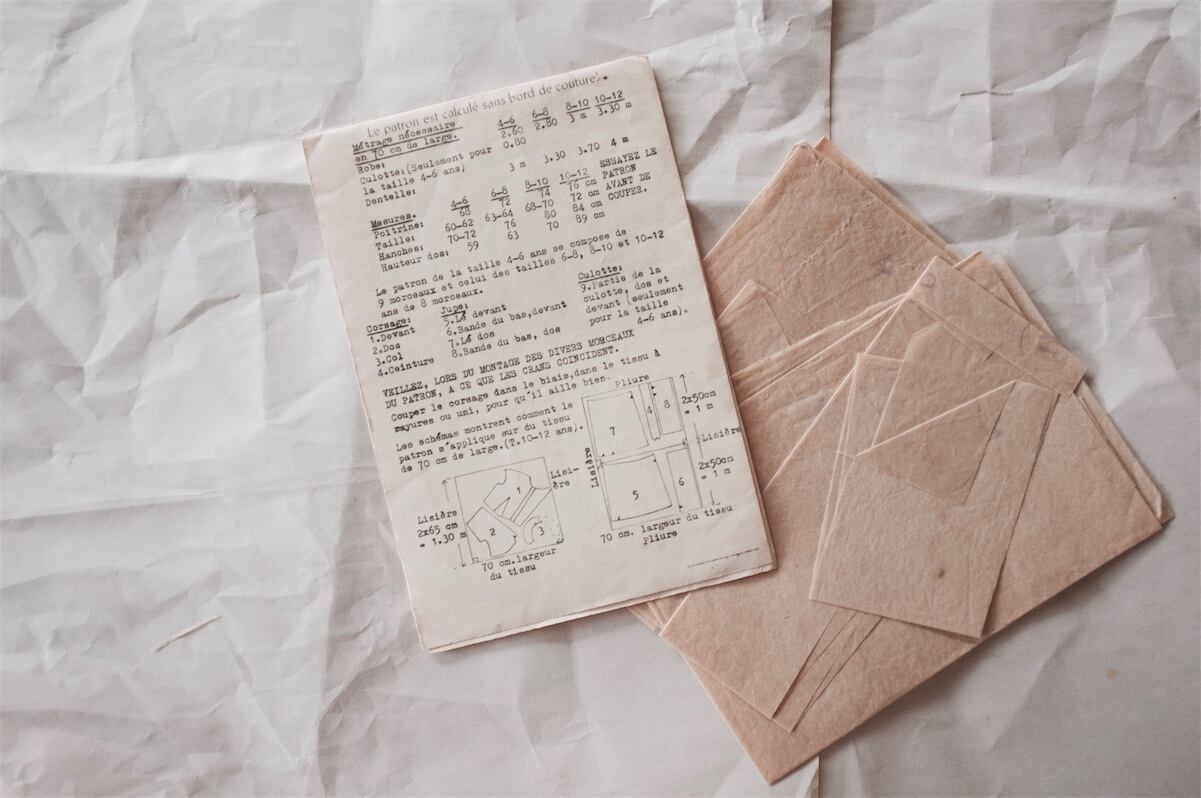 Le patron est calculé sans bord de couture.
Métrage nécessaire 4-6 6-8 8-10 10-12
en 70 cm de large.
Robe: 2.60 2.80 3 m 3.30 m
Culotte:(Seulement pour 0.80
la taille 4-6 ans)
Dentelle: 3 m 3.30 3.70 4 m
Mesures. 4-6 6-8 8-10 10-12 ESSAYEZ LE
Poitrine: 68 72 74 76 cm PATRON
Taille: 60-62 63-64 68-70 72 cm AVANT DE
Hanches: 70-72 76 80 84 cm COUPER.
Hauteur dos: 59 63 70 89 cm
Le patron de la taille 4-6 ans se compose de
9 morceaux et celui des tailles 6-8, 8-10 et 10-12
ans de 8 morceaux.
Corsage:
1.Devant
2.Dos
3.Col
4.Ceinture
Jupe:
5.Lé devant
6.Bande du bas,devant
7.Lé dos
8.Bande du bas, dos
Culotte:
9.Partie de la
culotte, dos et
devant (seulement
pour la taille
4-6 ans).
VEILLEZ, LORS DU MONTAGE DES DIVERS MORCEAUX
DU PATRON, A CE QUE LES CRANS COINCIDENT.
Couper le corsage dans le biais,dans le tissu à
rayures ou uni, pour qu'il aille bien.
Les schémas montrent comment le
patron s'applique sur du tissu
de 70 cm de large.(T.10-12 ans).
Lisière
2x65 cm
= 1.30 m
1
2
3
Lisi-
ère
70 cm.largeur
du tissu
Pliure
Lisière
7
4
8
2x50cm
= 1 m
Lisière
5
6
2x50cm
= 1 m
70 cm. largeur du tissu
Pliure